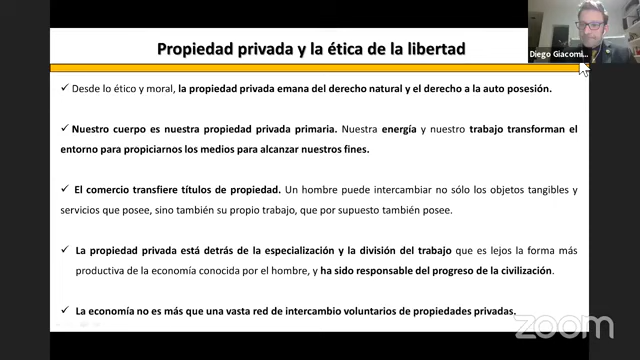 Propiedad privada y la ética de la libertad
Diego Giacomi...
✓ Desde lo ético y moral, la propiedad privada emana del derecho natural y el derecho a la auto posesión.
✓ Nuestro cuerpo es nuestra propiedad privada primaria. Nuestra energía y nuestro trabajo transforman el
entorno para propiciarnos los medios para alcanzar nuestros fines.
✓ El comercio transfiere títulos de propiedad. Un hombre puede intercambiar no sólo los objetos tangibles y
servicios que posee, sino también su propio trabajo, que por supuesto también posee.
✓ La propiedad privada está detrás de la especialización y la división del trabajo que es lejos la forma más
productiva de la economía conocida por el hombre, y ha sido responsable del progreso de la civilización.
✓ La economía no es más que una vasta red de intercambio voluntarios de propiedades privadas.
zoom